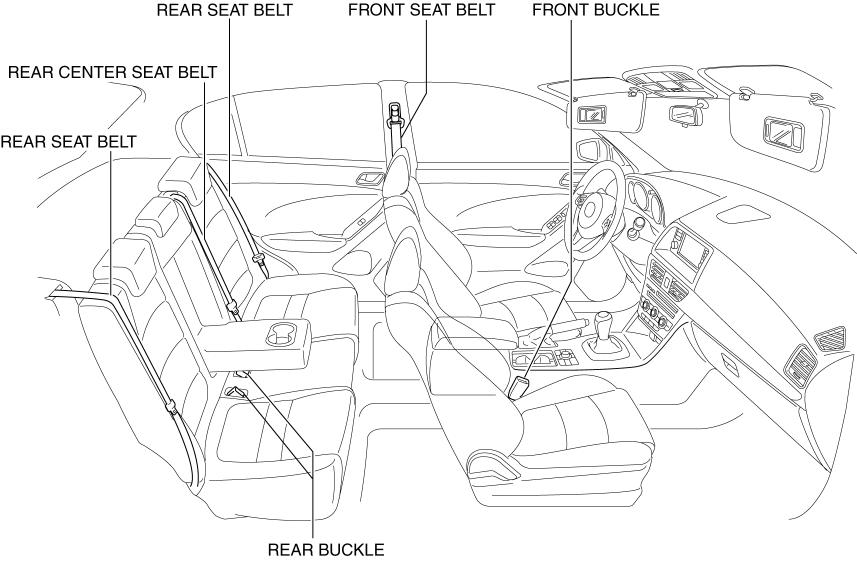 REAR SEAT BELT
FRONT SEAT BELT
FRONT BUCKLE
REAR CENTER SEAT BELT
REAR SEAT BELT
REAR BUCKLE